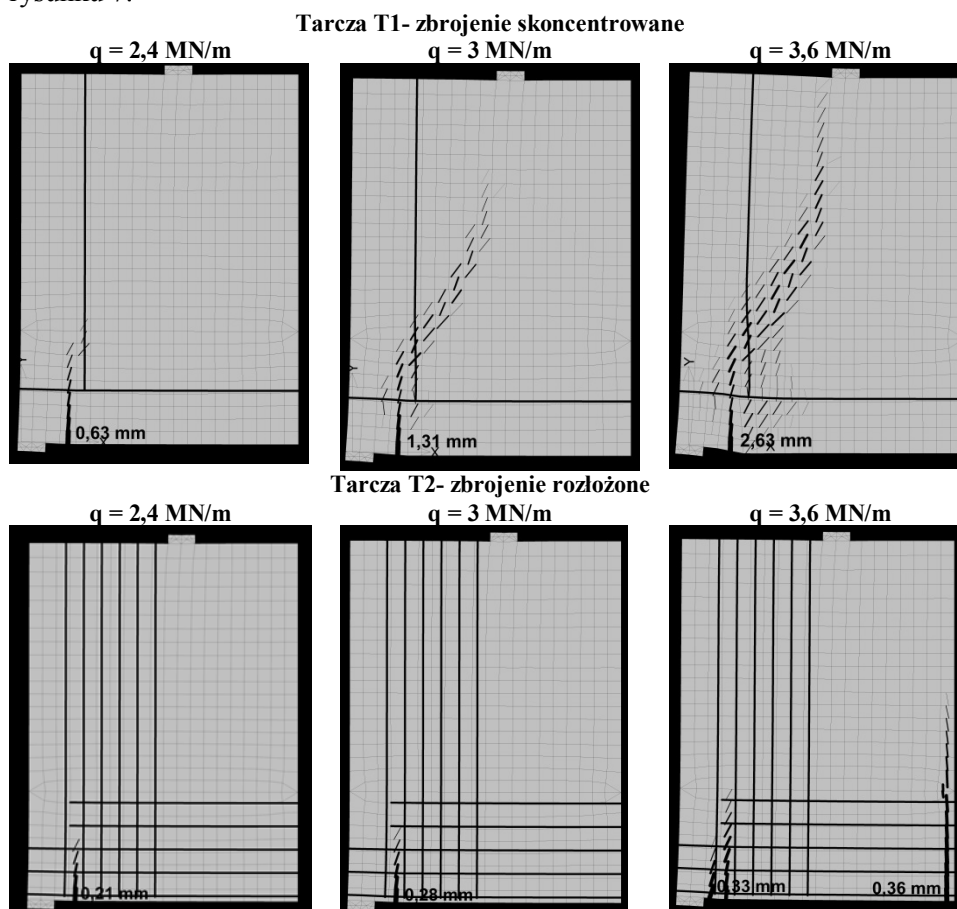 Tarcza T1- zbrojenie skoncentrowane
q = 2,4 MN/m q = 3 MN/m q = 3,6 MN/m
Y Y
0,63 mm 1,31 mm 2,63 mm
X X X
Tarcza T2- zbrojenie rozłożone
q = 2,4 MN/m q = 3 MN/m q = 3,6 MN/m
0,21 mm 0,28 mm 0,33 mm 0,36 mm